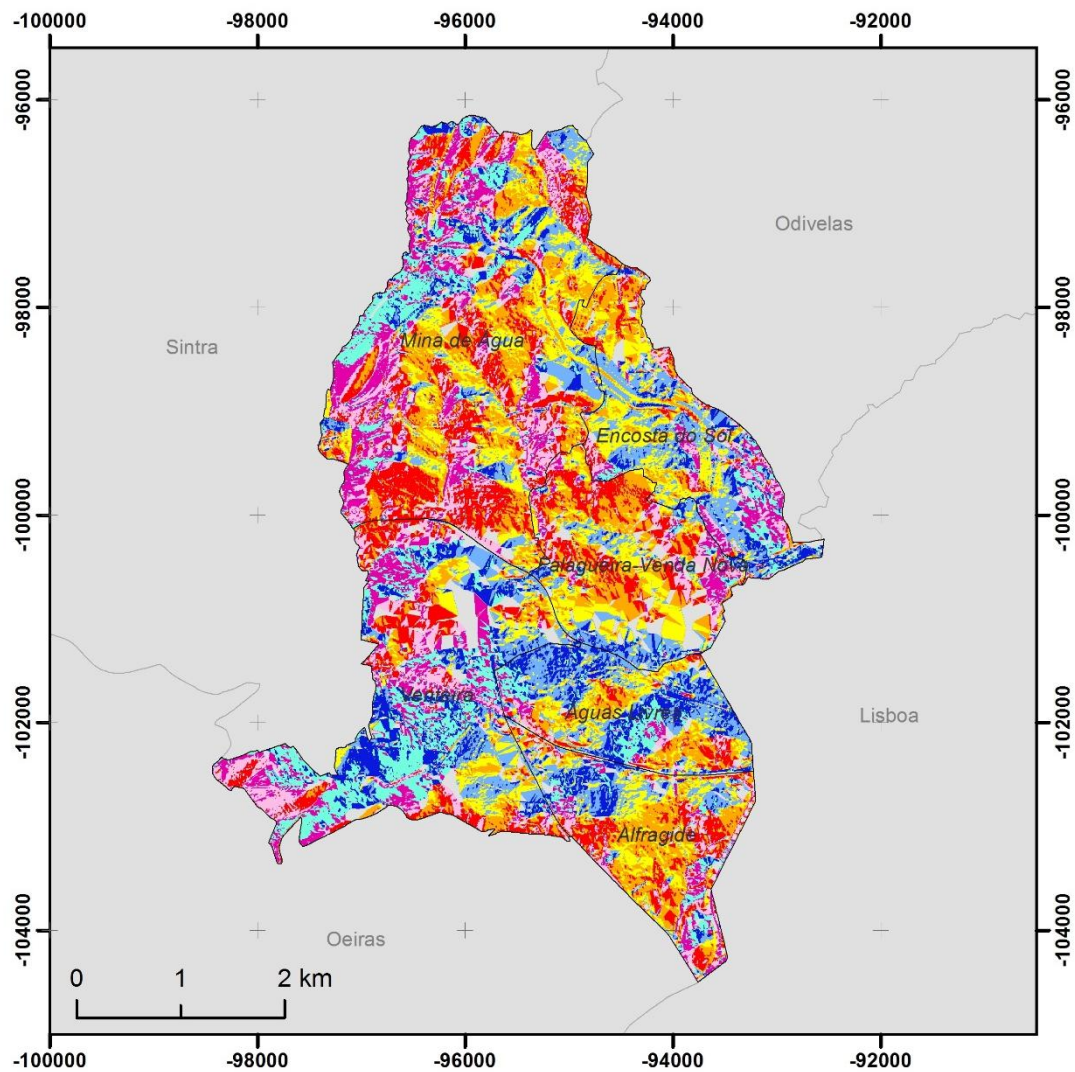 -100000 -98000 -96000 -94000 -92000
-96000 -96000
Odivelas
-98000 -98000
Sintra
Mina de Água
Encosta do Sol
-100000 -100000
Falagueira-Venda Nova
Venteira
Águas Livres
-102000 -102000
Lisboa
Alfragide
-104000 -104000
Oeiras
0 1 2 km
-100000 -98000 -96000 -94000 -92000